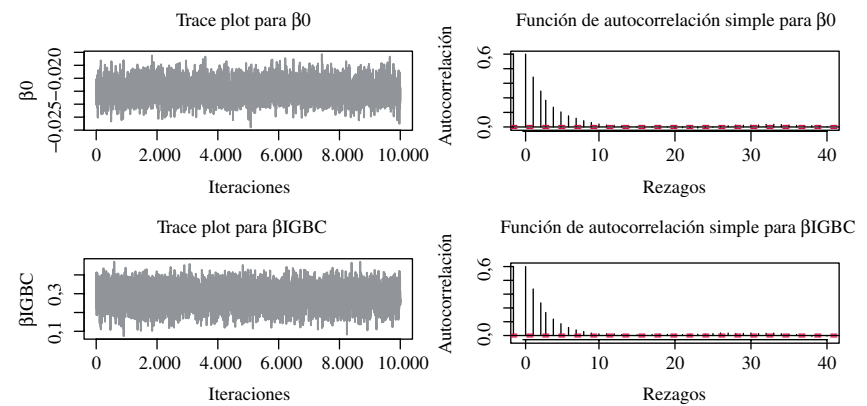 Trace plot para β0
β0
−0,025
−0,020
0
2.000
4.000
6.000
8.000
10.000
Iteraciones
Función de autocorrelación simple para β0
Autocorrelación
0,0
0,6
0
10
20
30
40
Rezagos
Trace plot para βIGBC
βIGBC
0,1
0,3
0
2.000
4.000
6.000
8.000
10.000
Iteraciones
Función de autocorrelación simple para βIGBC
Autocorrelación
0,0
0,6
0
10
20
30
40
Rezagos